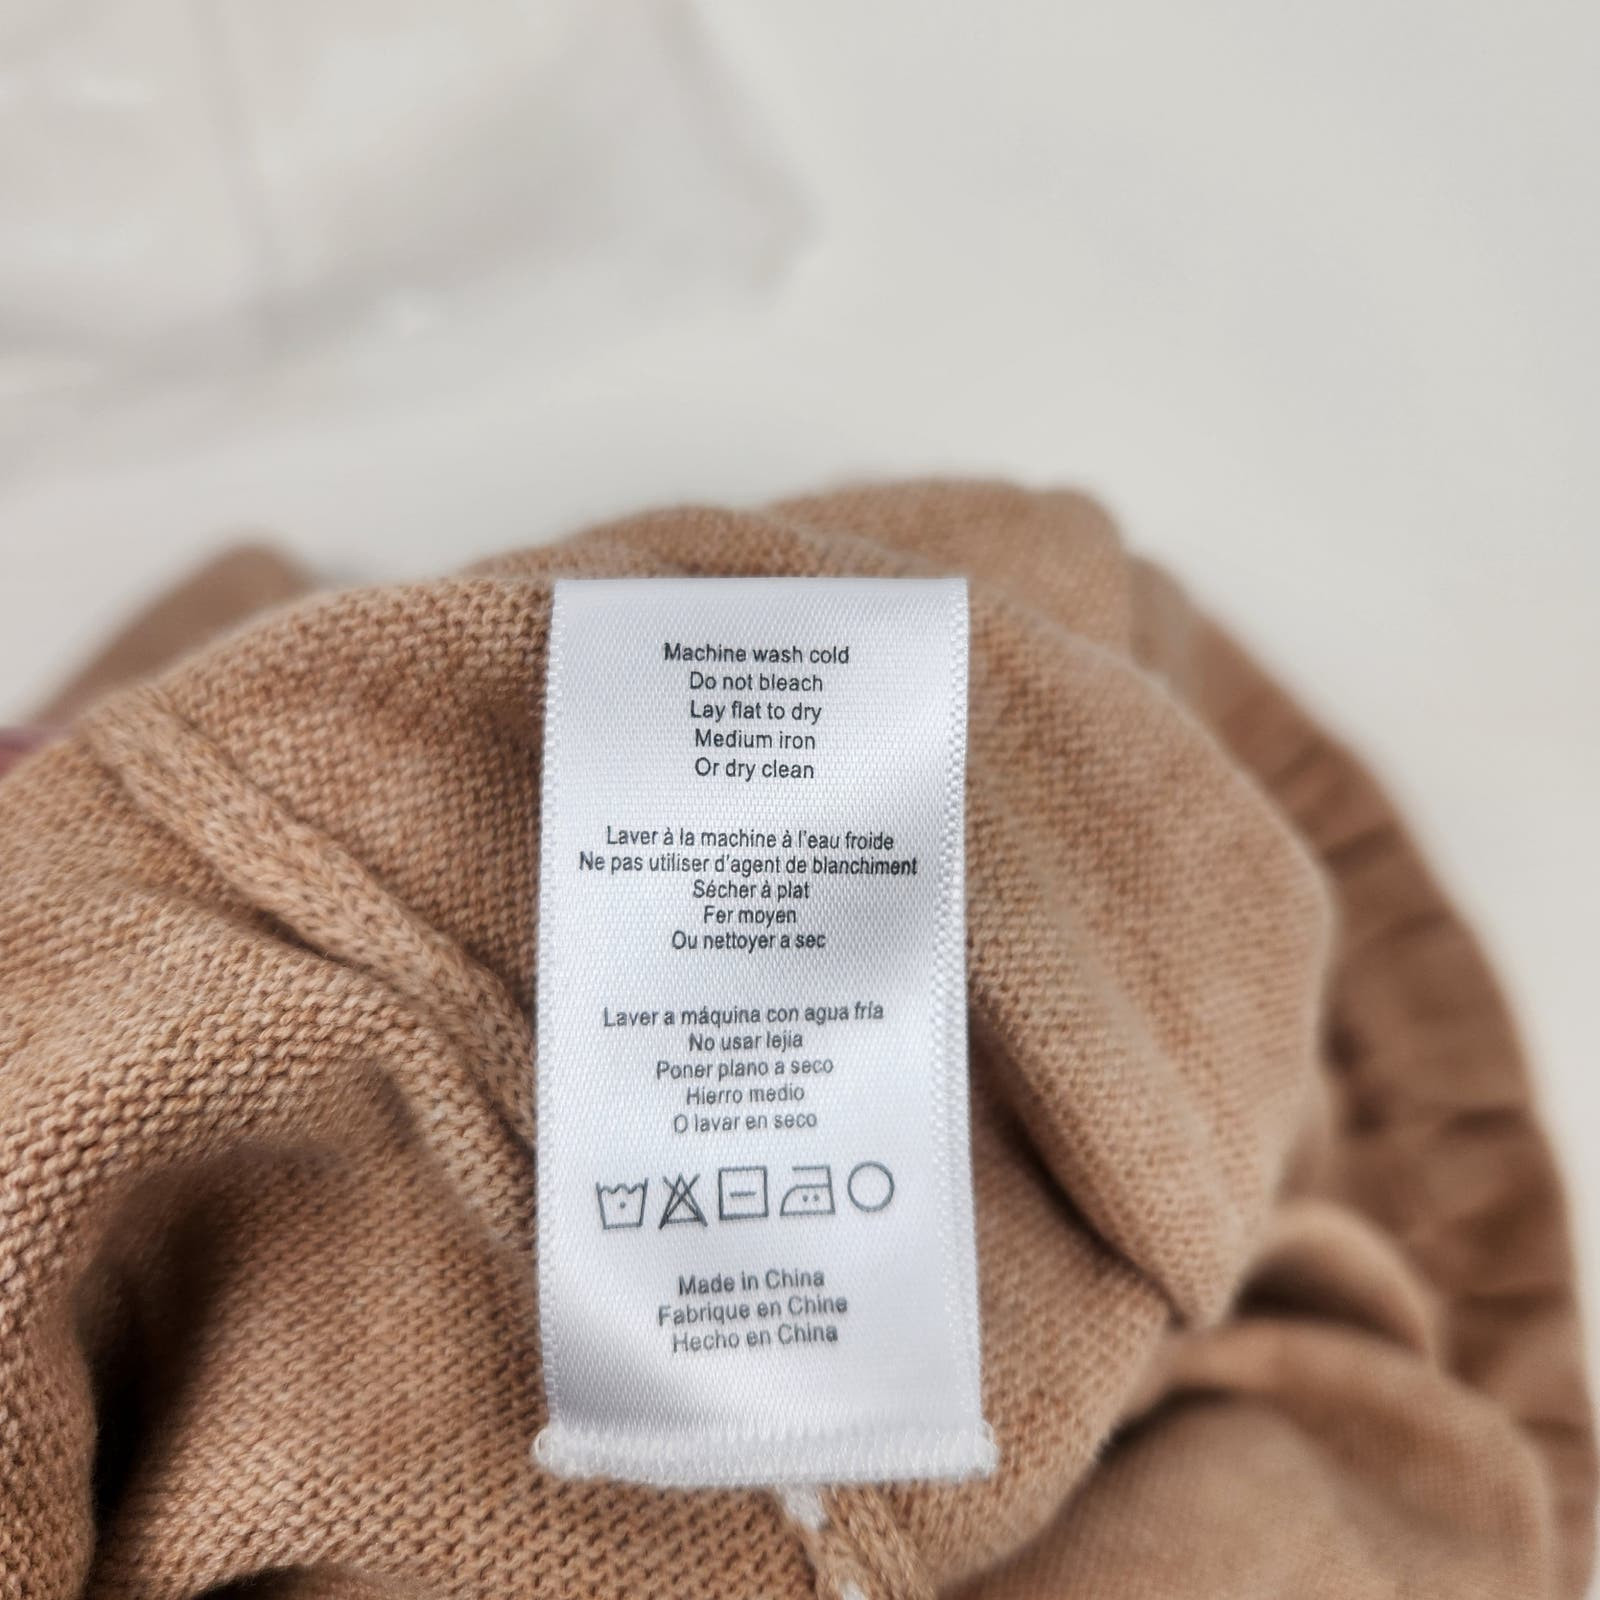 Machine wash cold
Do not bleach
Lay flat to dry
Medium iron
Or dry clean
Laver à la machine à l'eau froide
Ne pas utiliser d'agent de blanchiment
Sécher à plat
Fer moyen
Ou nettoyer a sec
Laver a máquina con agua fría
No usar lejia
Poner plano a seco
Hierro medio
O lavar en seco
Made in China
Fabrique en Chine
Hecho en China